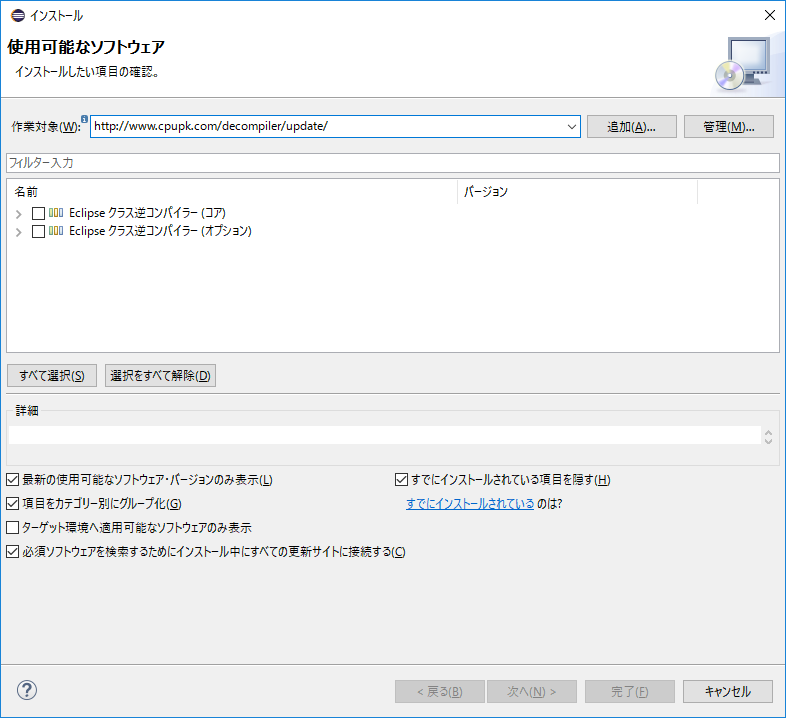 インストール
使用可能なソフトウェア
インストールしたい項目の確認。
作業対象(W): http://www.cpupk.com/decompiler/update/ 追加(A)... 管理(M)...
フィルター入力
名前 バージョン
Eclipse クラス逆コンパイラー (コア)
Eclipse クラス逆コンパイラー (オプション)
すべて選択(S) 選択をすべて解除(D)
詳細
最新の使用可能なソフトウェア・バージョンのみ表示(L) すでにインストールされている項目を隠す(H)
項目をカテゴリー別にグループ化(G) すでにインストールされている のは?
ターゲット環境へ適用可能なソフトウェアのみ表示
必須ソフトウェアを検索するためにインストール中にすべての更新サイトに接続する(C)
? < 戻る(B) 次へ(N) > 完了(F) キャンセル